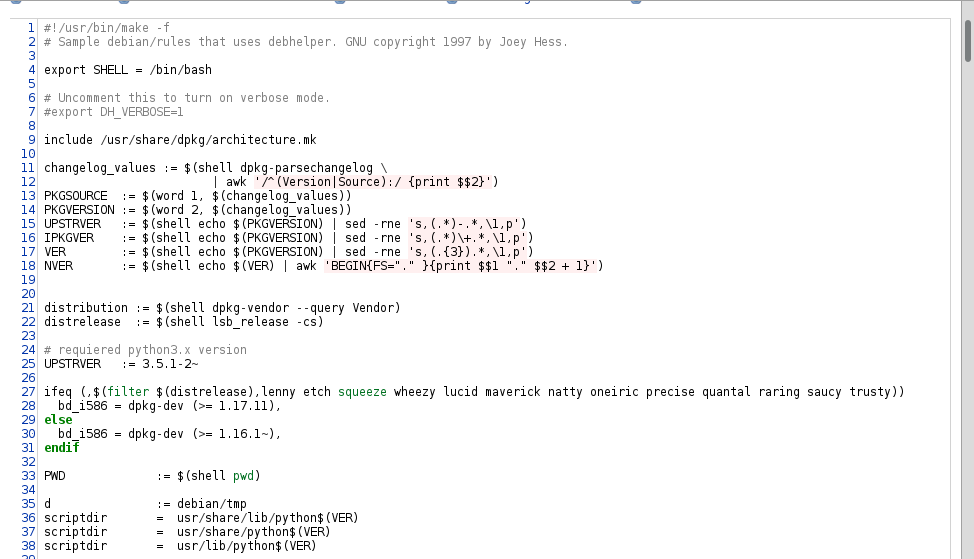 1 #!/usr/bin/make -f
2 # Sample debian/rules that uses debhelper. GNU copyright 1997 by Joey Hess.
3
4 export SHELL = /bin/bash
5
6 # Uncomment this to turn on verbose mode.
7 #export DH_VERBOSE=1
8
9 include /usr/share/dpkg/architecture.mk
10
11 changelog_values := $(shell dpkg-parsechangelog \
12 | awk '/^(Version|Source):/ {print $$2}')
13 PKGSOURCE := $(word 1, $(changelog_values))
14 PKGVERSION := $(word 2, $(changelog_values))
15 UPSTRVER := $(shell echo $(PKGVERSION) | sed -rne 's,(.*)-.*,\1,p')
16 IPKGVER := $(shell echo $(PKGVERSION) | sed -rne 's,(.*)\+.*,\1,p')
17 VER := $(shell echo $(PKGVERSION) | sed -rne 's,(.{3}).*,\1,p')
18 NVER := $(shell echo $(VER) | awk 'BEGIN{FS="." }{print $$1 "." $$2 + 1}')
19
20
21 distribution := $(shell dpkg-vendor --query Vendor)
22 distrelease := $(shell lsb_release -cs)
23
24 # requiered python3.x version
25 UPSTRVER := 3.5.1-2~
26
27 ifeq (,$(filter $(distrelease),lenny etch squeeze wheezy lucid maverick natty oneiric precise quantal raring saucy trusty))
28 bd_i586 = dpkg-dev (>= 1.17.11),
29 else
30 bd_i586 = dpkg-dev (>= 1.16.1~),
31 endif
32
33 PWD := $(shell pwd)
34
35 d := debian/tmp
36 scriptdir = usr/share/lib/python$(VER)
37 scriptdir = usr/share/python$(VER)
38 scriptdir = usr/lib/python$(VER)